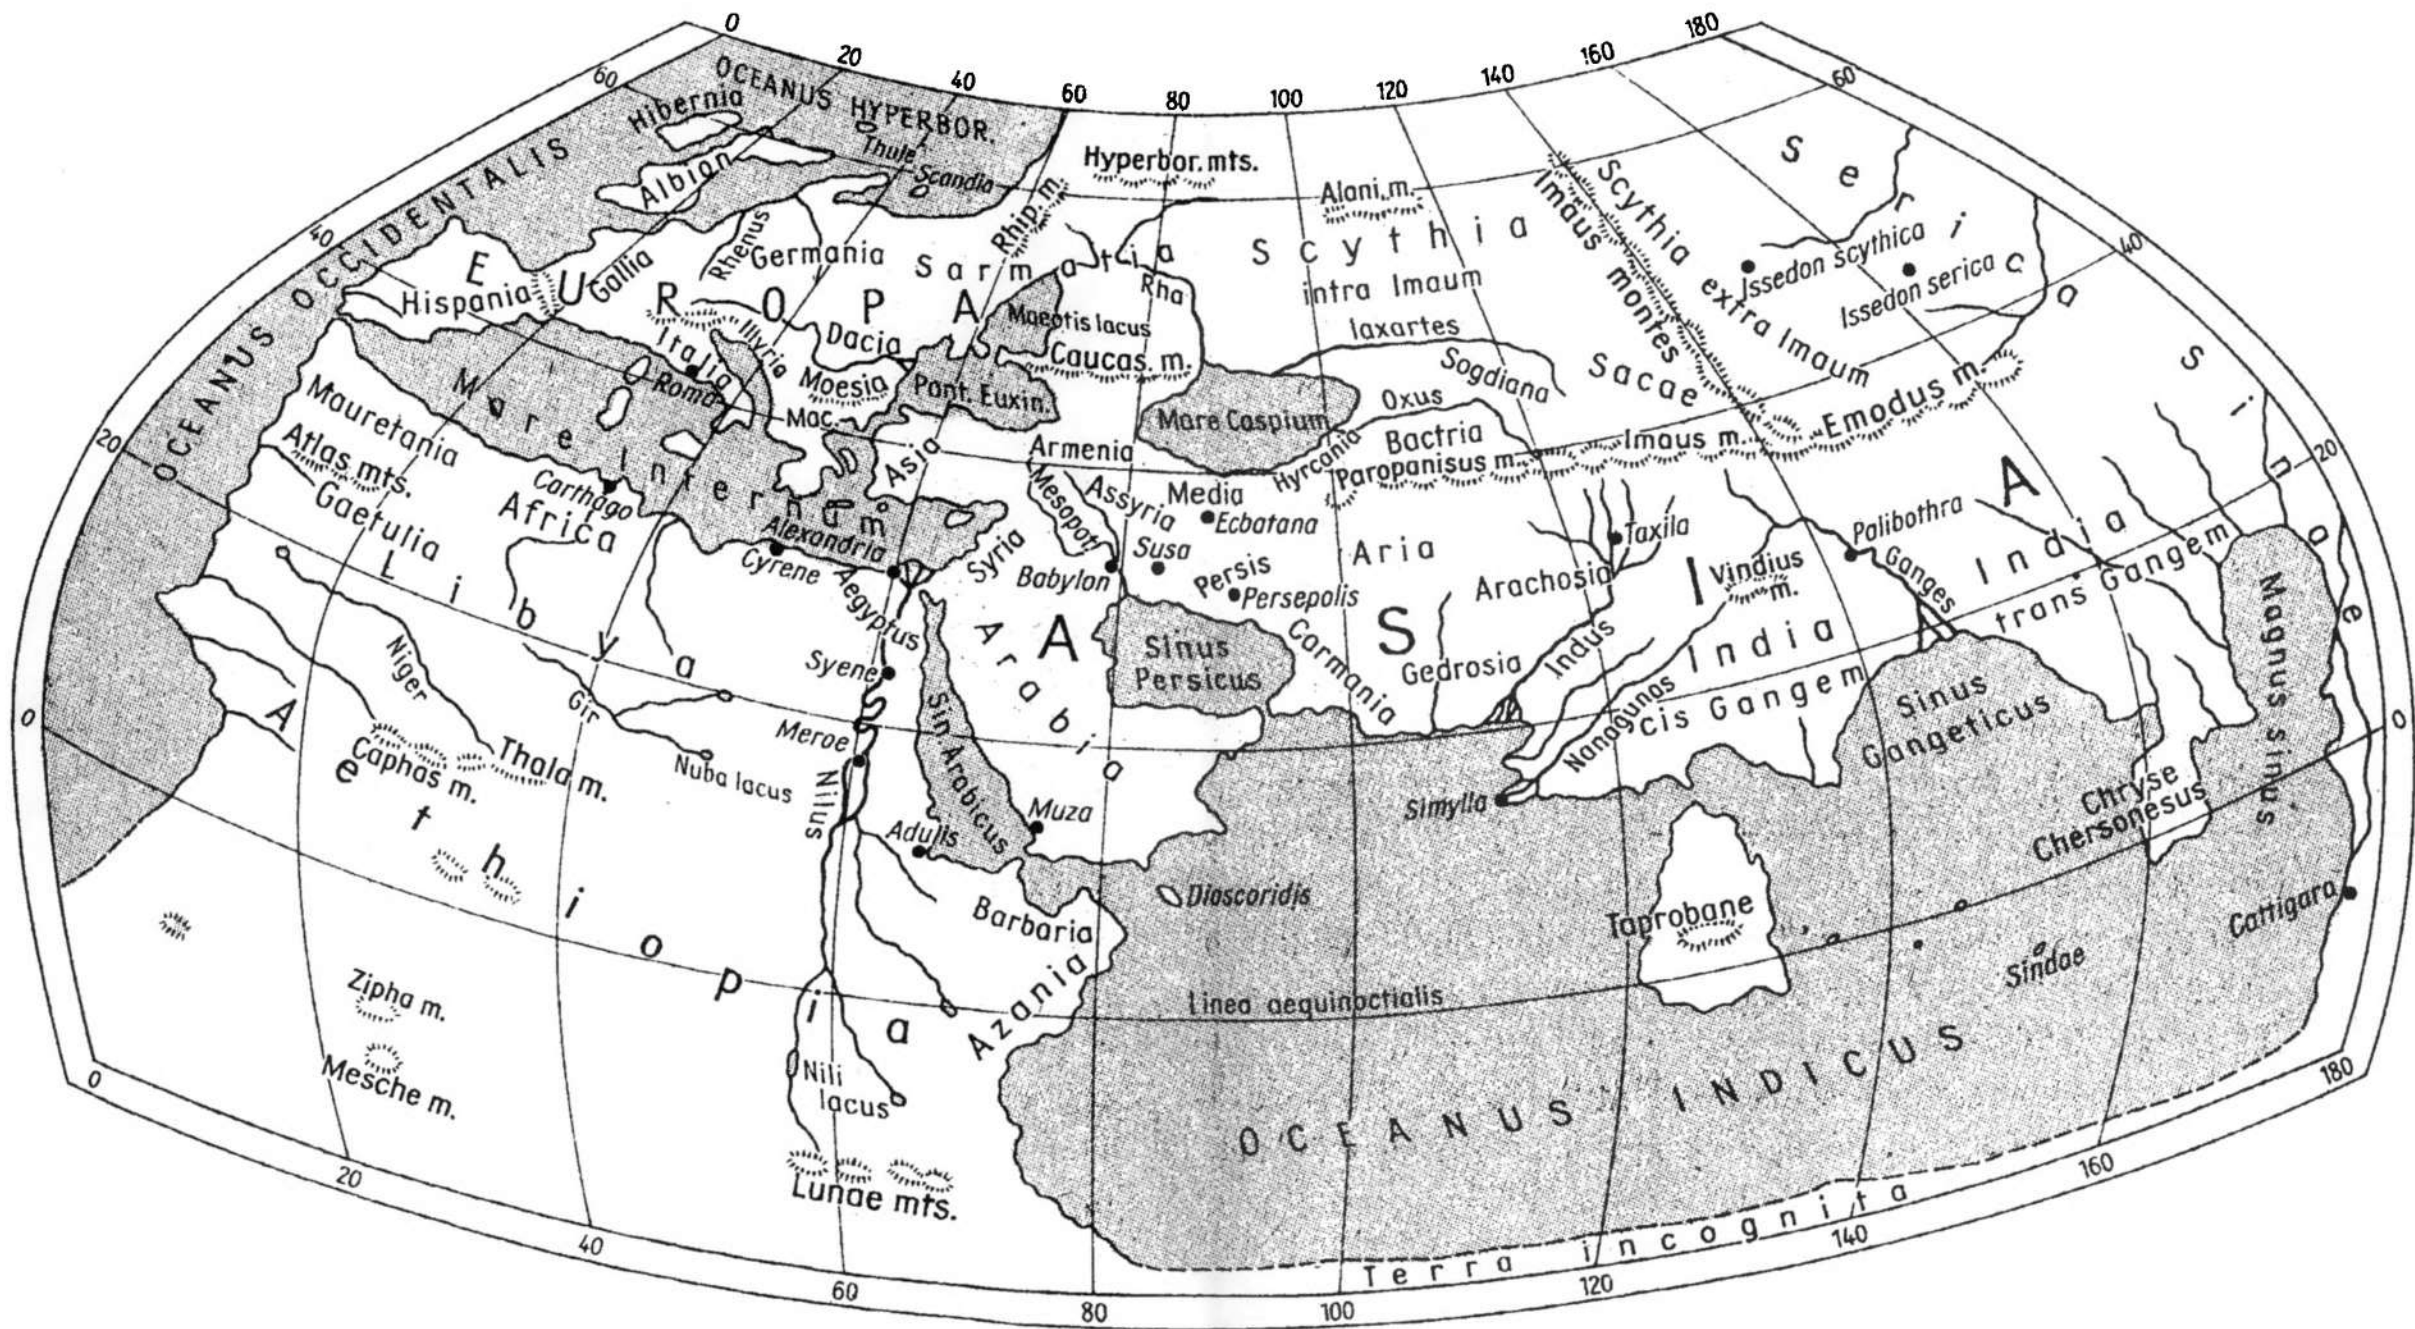 0
20
40
60
80
100
120
140
160
180
60
60
40
40
20
20
0
0
OCEANUS HYPERBOR.
OCEANUS OCCIDENTALIS
Hibernia
Albian
Thule
Scandia
Hyperbor. mts.
Rhip. m.
Alani m.
Imaus montes
Scythia extra Imaum
Serica
Issedon scythica
Issedon serica
EUROPA
Hispania
Gallia
Rhenus
Germania
Sarmatia
Rha
Scythia
intra Imaum
Iaxartes
Sogdiana
Sacae
Oxus
Maeotis lacus
Caucas. m.
Dacia
Illyria
Italia
Roma
Moesia
Mac.
Pont. Euxin.
Mare Caspium
Mare Internum
Asia
Armenia
Hyrcania
Bactria
Paropanisus m.
Imaus m.
Emodus m.
Sinae
Mauretania
Atlas mts.
Gaetulia
Carthago
Africa
Libya
Cyrene
Alexandria
Aegyptus
Syria
Mesopot.
Assyria
Media
Ecbatana
Susa
Babylon
Persis
Persepolis
Aria
Arachosia
Taxila
Vindius
m.
Palibothra
Ganges
India
trans Gangem
ASIA
Carmania
Gedrosia
Indus
India
cis Gangem
Nanagunas
Simylla
Sinus
Persicus
Arabia
Sin Arabicus
Muza
Syene
Meroe
Nilus
Adulis
Niger
Gir
Nuba lacus
Caphas m.
Thala m.
Aethiopia
Barbaria
Azania
Dioscoridis
Sinus
Gangeticus
Magnus sinus
Chryse
Chersonesus
Cattigara
Taprobane
Sindae
Linea aequinoctialis
OCEANUS INDICUS
Zipha m.
Mesche m.
Nili
lacus
Lunae mts.
Terra incognita
0
20
40
60
80
100
120
140
160
180